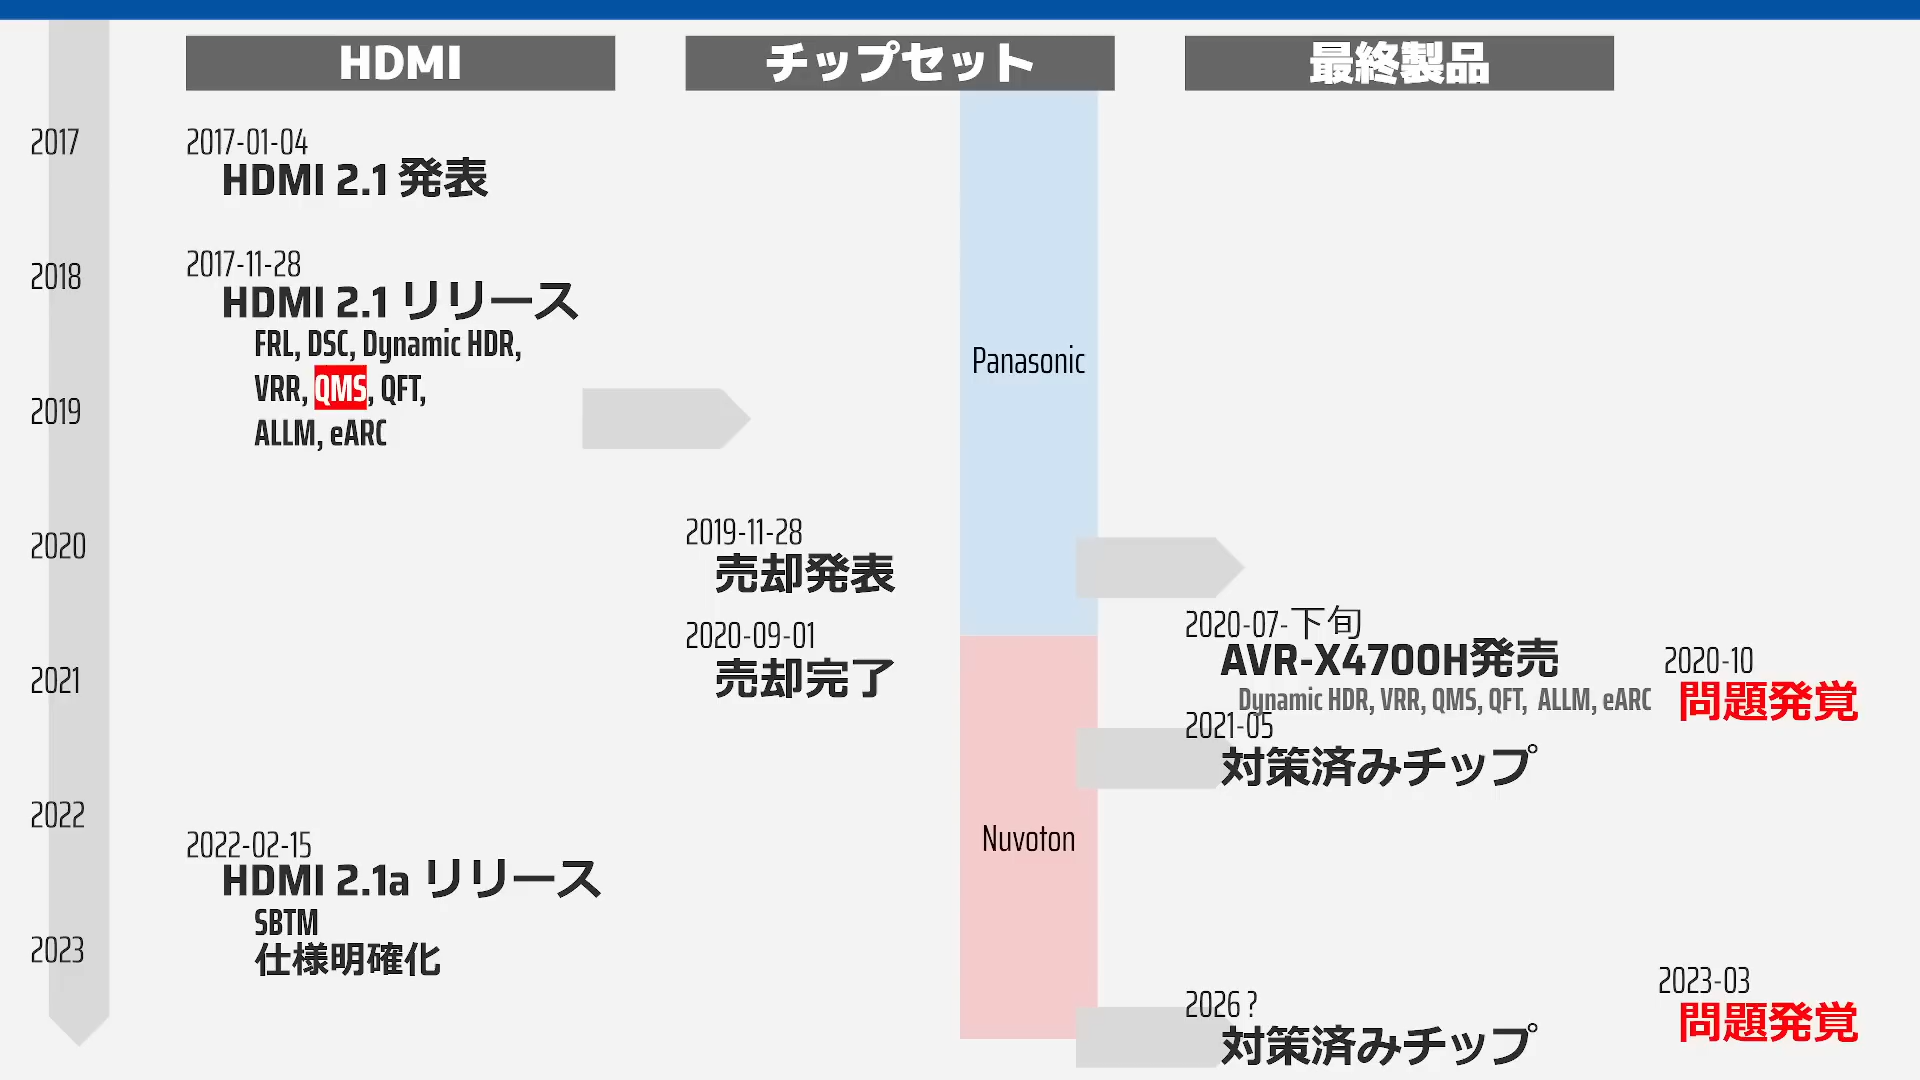 HDMI
チップセット
最終製品
2017
2018
2019
2020
2021
2022
2023
2017-01-04
HDMI 2.1 発表
2017-11-28
HDMI 2.1 リリース
FRL, DSC, Dynamic HDR,
VRR, QMS, QFT,
ALLM, eARC
2022-02-15
HDMI 2.1a リリース
SBTM
仕様明確化
2019-11-28
売却発表
2020-09-01
売却完了
Panasonic
Nuvoton
2020-07-下旬
AVR-X4700H発売
Dynamic HDR, VRR, QMS, QFT, ALLM, eARC
2021-05
対策済みチップ
2026 ?
対策済みチップ
2020-10
問題発覚
2023-03
問題発覚